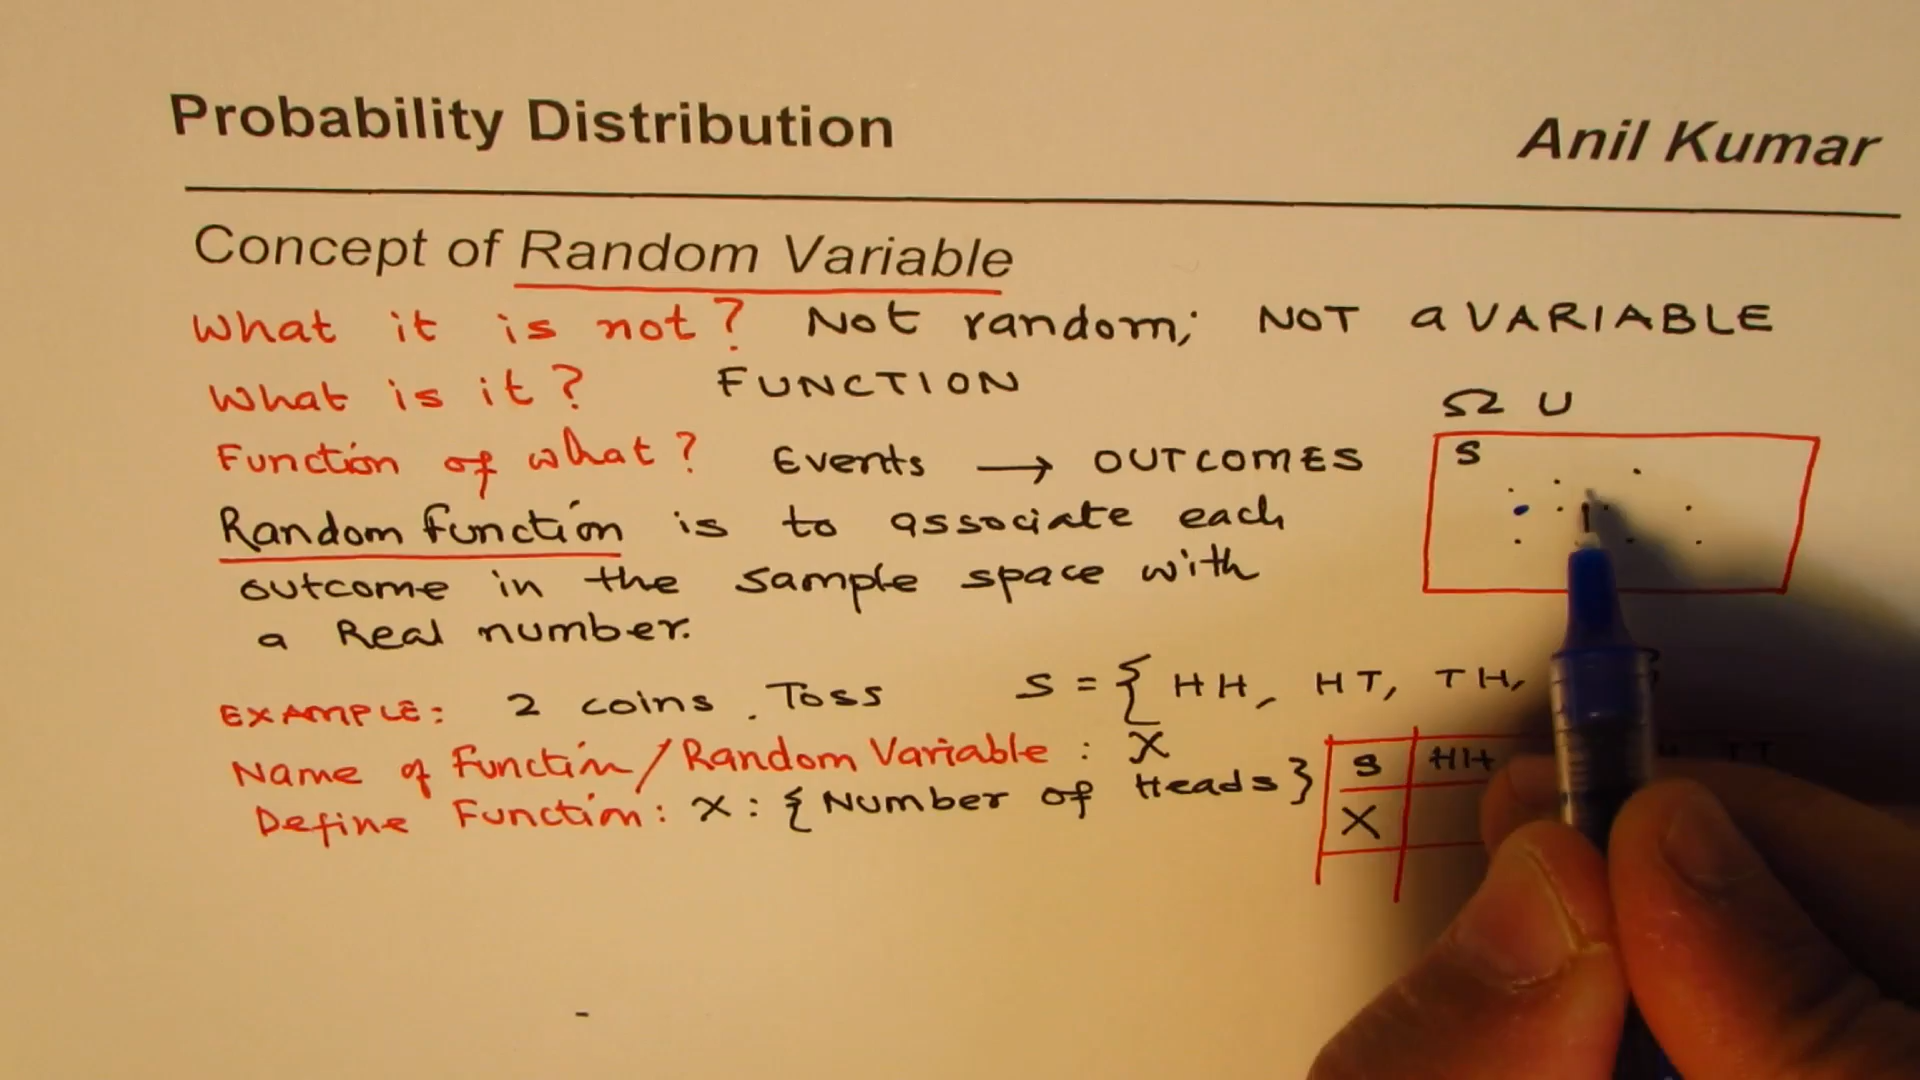 Probability Distribution
Anil Kumar
Concept of Random Variable
What it is not? Not random; NOT a VARIABLE
What is it? FUNCTION
Ω U
Function of what? Events → OUTCOMES
S
Random function is to associate each
outcome in the sample space with
a Real number.
EXAMPLE: 2 coins. Toss S = { HH, HT, TH,
Name of Function/Random Variable : X
Define Function: X : { Number of Heads }
S HH TT
X